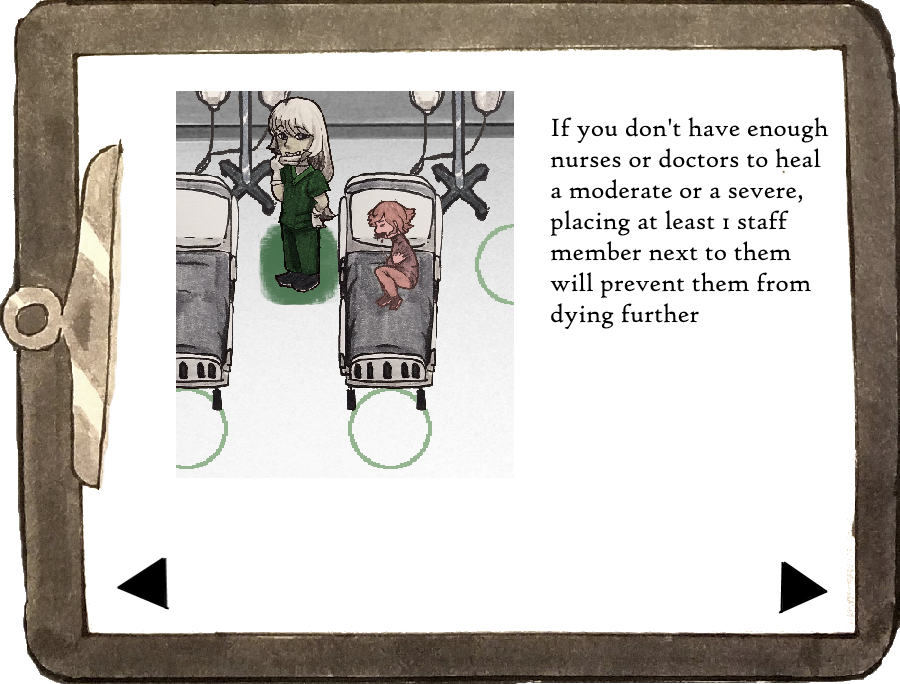 If you don't have enough
nurses or doctors to heal
a moderate or a severe,
placing at least 1 staff
member next to them
will prevent them from
dying further